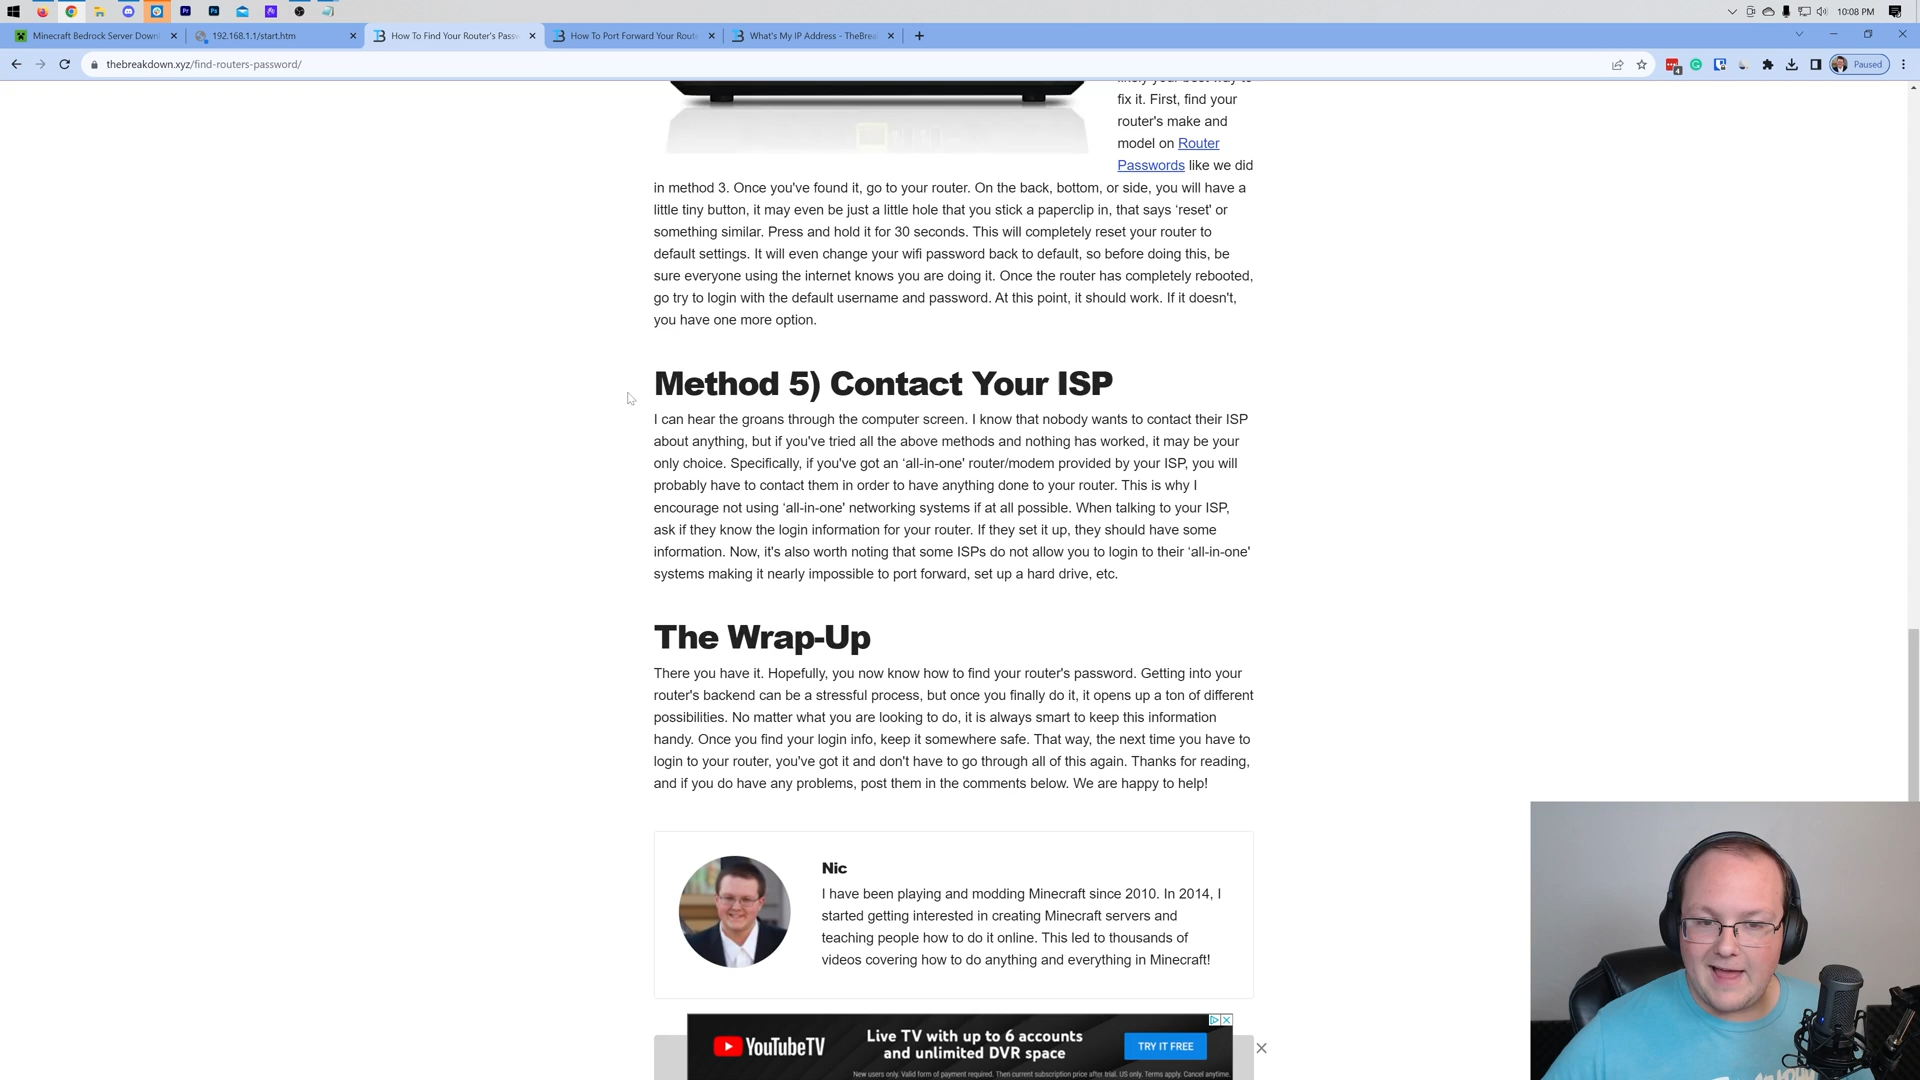 10:08 PM
Minecraft Bedrock Server Downl
192.168.1.1/start.htm
How To Find Your Router's Passw
How To Port Forward Your Route
What's My IP Address - TheBreak
thebreakdown.xyz/find-routers-password/
Paused
fix it. First, find your
router's make and
model on Router
Passwords like we did
in method 3. Once you've found it, go to your router. On the back, bottom, or side, you will have a
little tiny button, it may even be just a little hole that you stick a paperclip in, that says ‘reset' or
something similar. Press and hold it for 30 seconds. This will completely reset your router to
default settings. It will even change your wifi password back to default, so before doing this, be
sure everyone using the internet knows you are doing it. Once the router has completely rebooted,
go try to login with the default username and password. At this point, it should work. If it doesn't,
you have one more option.
Method 5) Contact Your ISP
I can hear the groans through the computer screen. I know that nobody wants to contact their ISP
about anything, but if you've tried all the above methods and nothing has worked, it may be your
only choice. Specifically, if you've got an ‘all-in-one' router/modem provided by your ISP, you will
probably have to contact them in order to have anything done to your router. This is why I
encourage not using ‘all-in-one' networking systems if at all possible. When talking to your ISP,
ask if they know the login information for your router. If they set it up, they should have some
information. Now, it's also worth noting that some ISPs do not allow you to login to their ‘all-in-one'
systems making it nearly impossible to port forward, set up a hard drive, etc.
The Wrap-Up
There you have it. Hopefully, you now know how to find your router's password. Getting into your
router's backend can be a stressful process, but once you finally do it, it opens up a ton of different
possibilities. No matter what you are looking to do, it is always smart to keep this information
handy. Once you find your login info, keep it somewhere safe. That way, the next time you have to
login to your router, you've got it and don't have to go through all of this again. Thanks for reading,
and if you do have any problems, post them in the comments below. We are happy to help!
Nic
I have been playing and modding Minecraft since 2010. In 2014, I
started getting interested in creating Minecraft servers and
teaching people how to do it online. This led to thousands of
videos covering how to do anything and everything in Minecraft!
YouTubeTV
Live TV with up to 6 accounts
and unlimited DVR space
TRY IT FREE
New users only. Valid form of payment required. Then current subscription price after trial. US only. Terms apply. Cancel anytime.